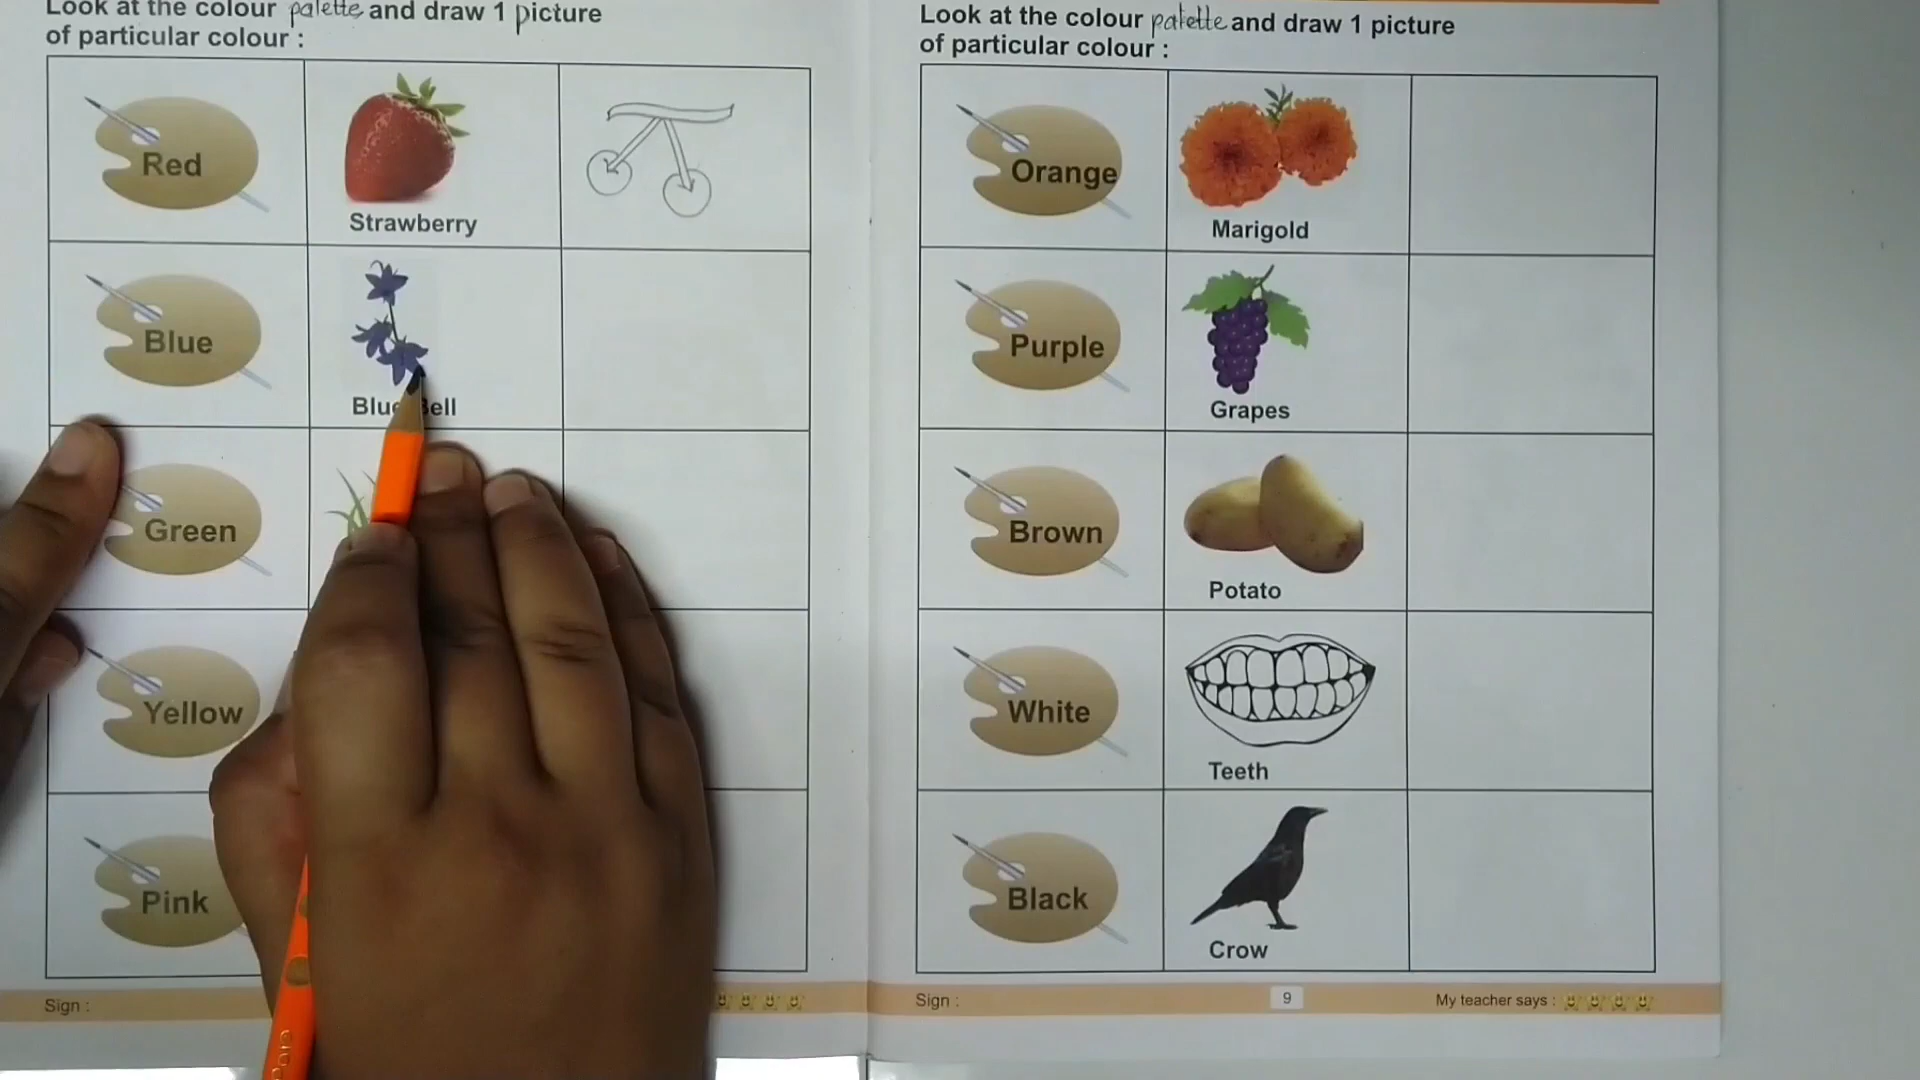 Look at the colour palette and draw 1 picture
of particular colour :
Red
Strawberry
Blue
Blue Bell
Green
Yellow
Pink
Sign :
Look at the colour palette and draw 1 picture
of particular colour :
Orange
Marigold
Purple
Grapes
Brown
Potato
White
Teeth
Black
Crow
Sign :
9
My teacher says :